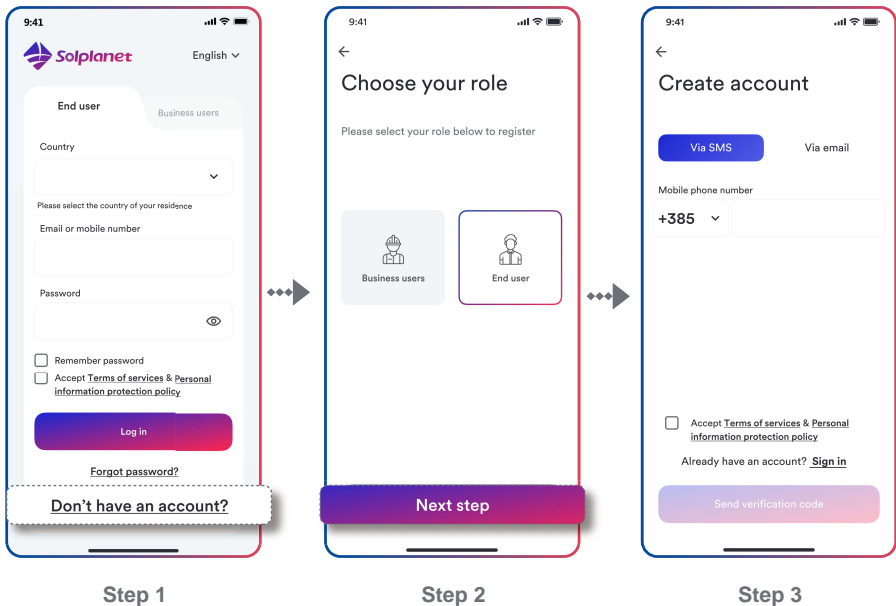 9:41
Solplanet
English
End user
Business users
Country
Please select the country of your residence
Email or mobile number
Password
Remember password
Accept Terms of services & Personal
information protection policy
Log in
Forgot password?
Don't have an account?
Step 1
9:41
Choose your role
Please select your role below to register
Business users
End user
Next step
Step 2
9:41
Create account
Via SMS
Via email
Mobile phone number
+385
Accept Terms of services & Personal
information protection policy
Already have an account? Sign in
Send verification code
Step 3